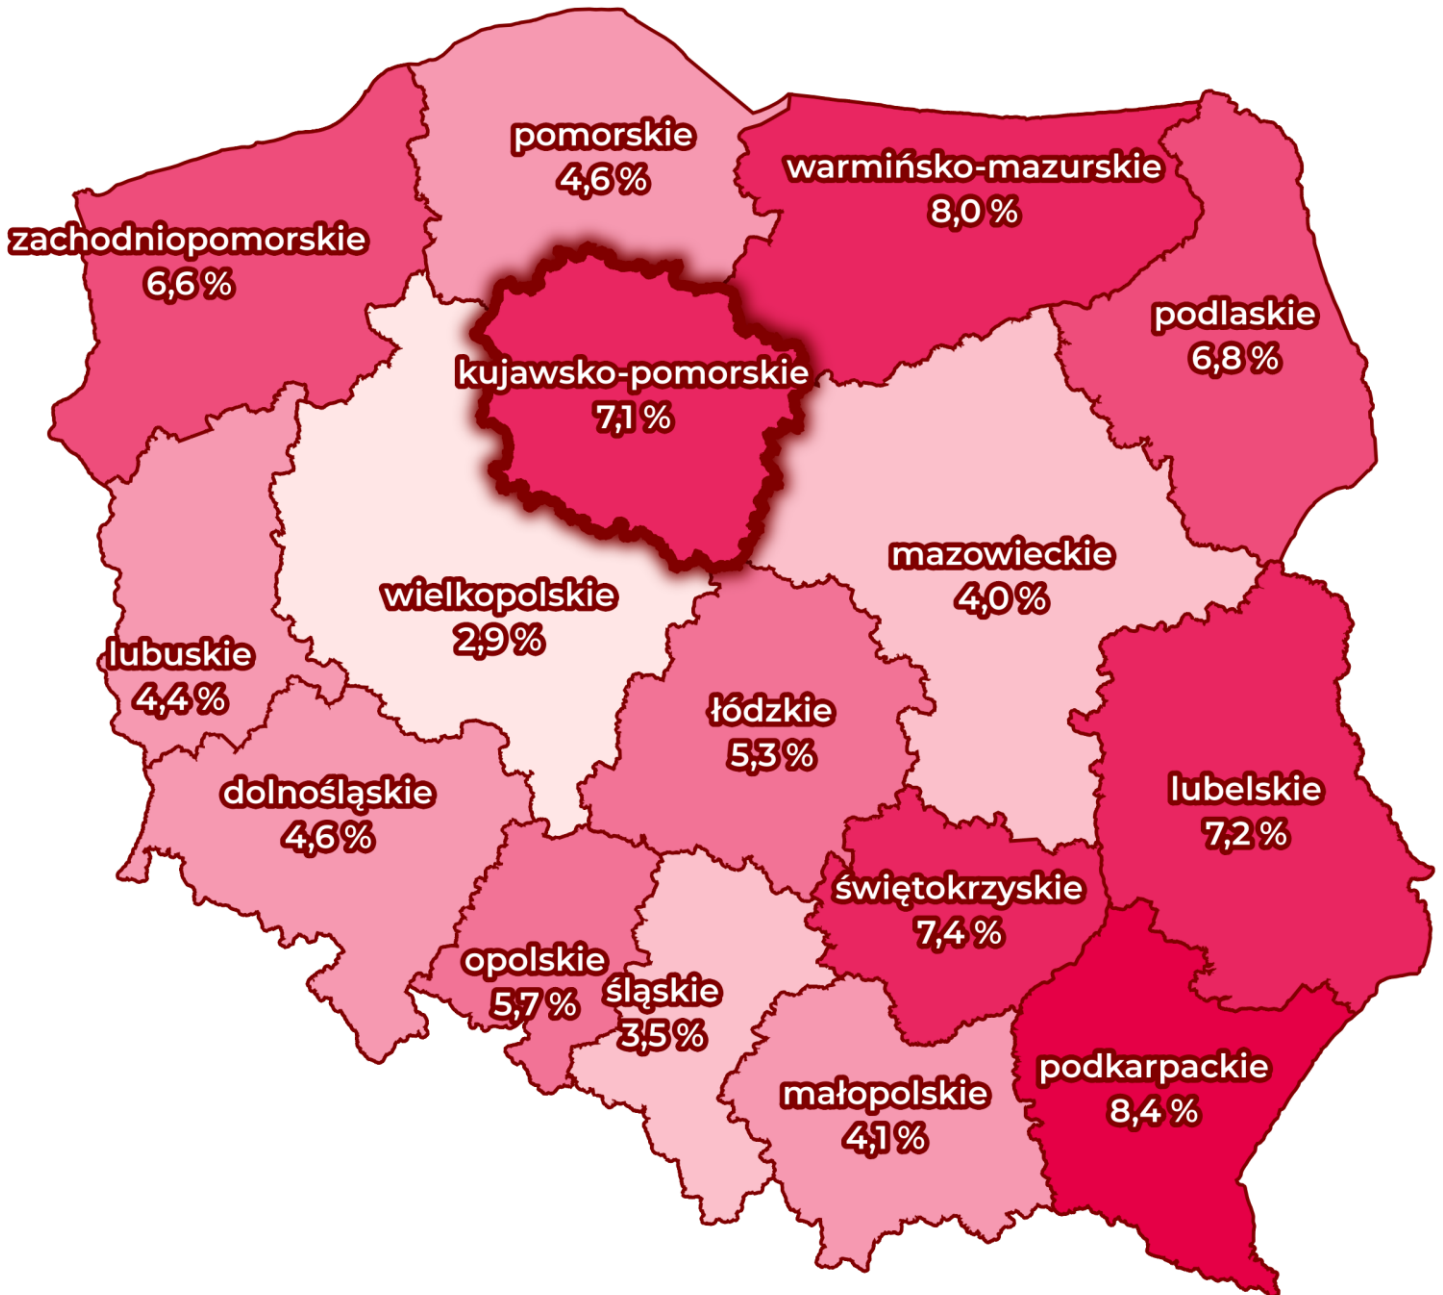 pomorskie
4,6 %
warmińsko-mazurskie
8,0 %
zachodniopomorskie
6,6 %
podlaskie
6,8 %
kujawsko-pomorskie
7,1 %
mazowieckie
4,0 %
wielkopolskie
2,9 %
lubuskie
4,4 %
łódzkie
5,3 %
dolnośląskie
4,6 %
lubelskie
7,2 %
świętokrzyskie
7,4 %
opolskie
5,7 %
śląskie
3,5 %
podkarpackie
8,4 %
małopolskie
4,1 %